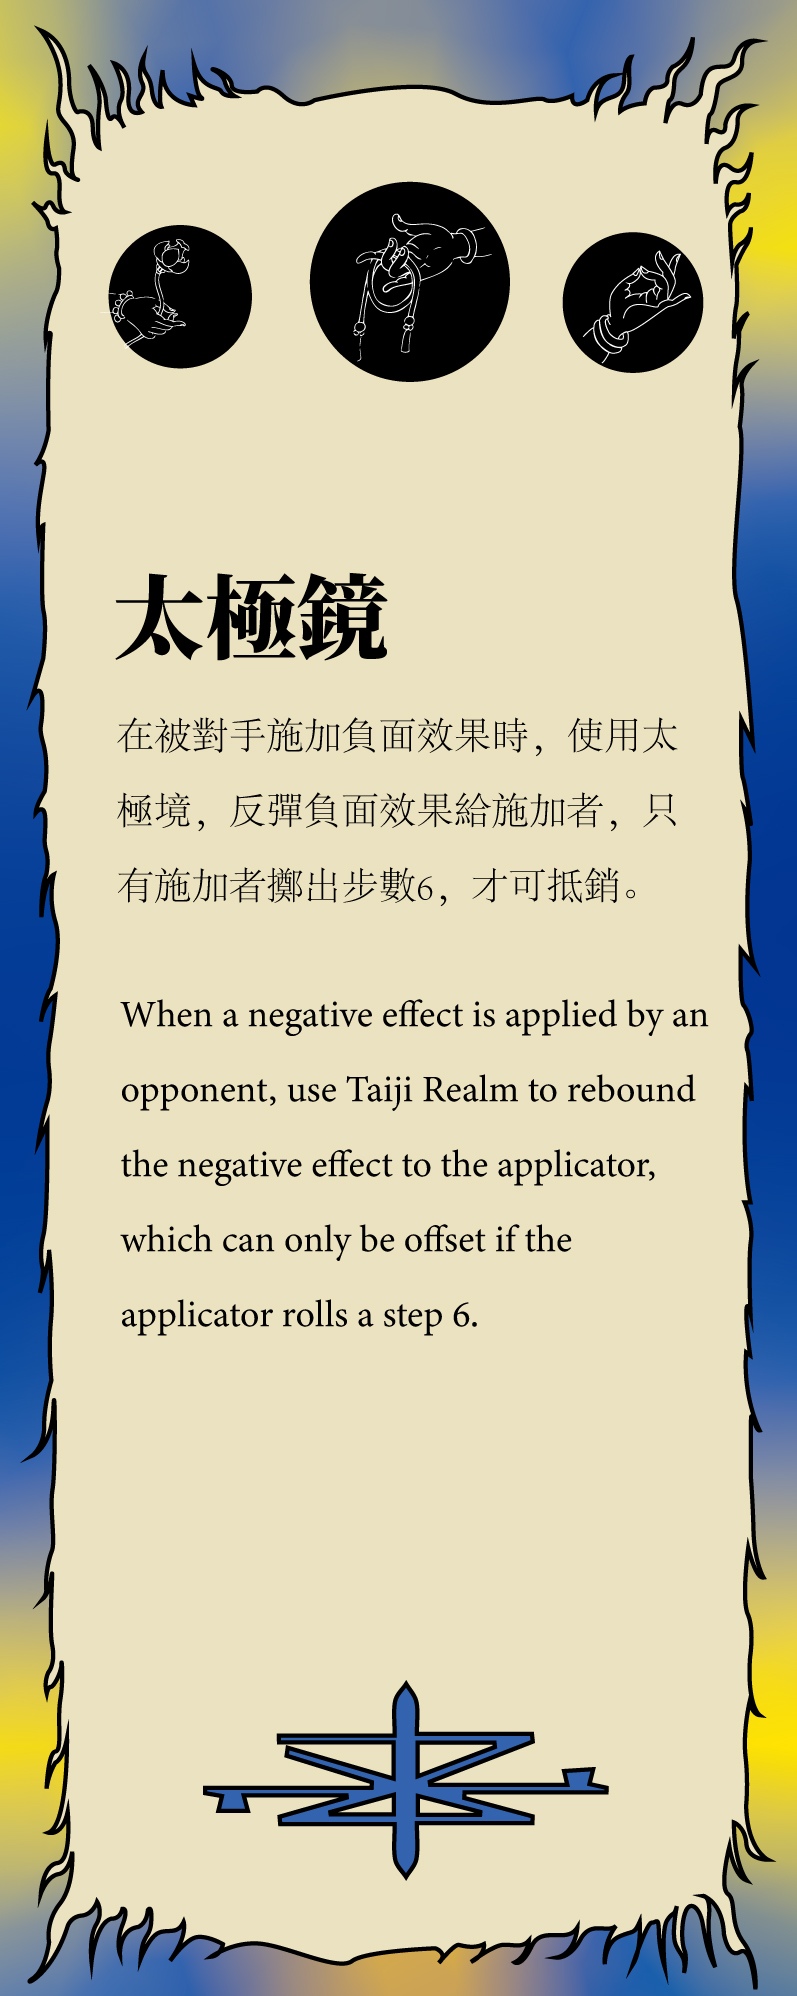 太極鏡
在被對手施加負面效果時，使用太
極境，反彈負面效果給施加者，只
有施加者擲出步數6，才可抵銷。
When a negative effect is applied by an
opponent, use Taiji Realm to rebound
the negative effect to the applicator,
which can only be offset if the
applicator rolls a step 6.